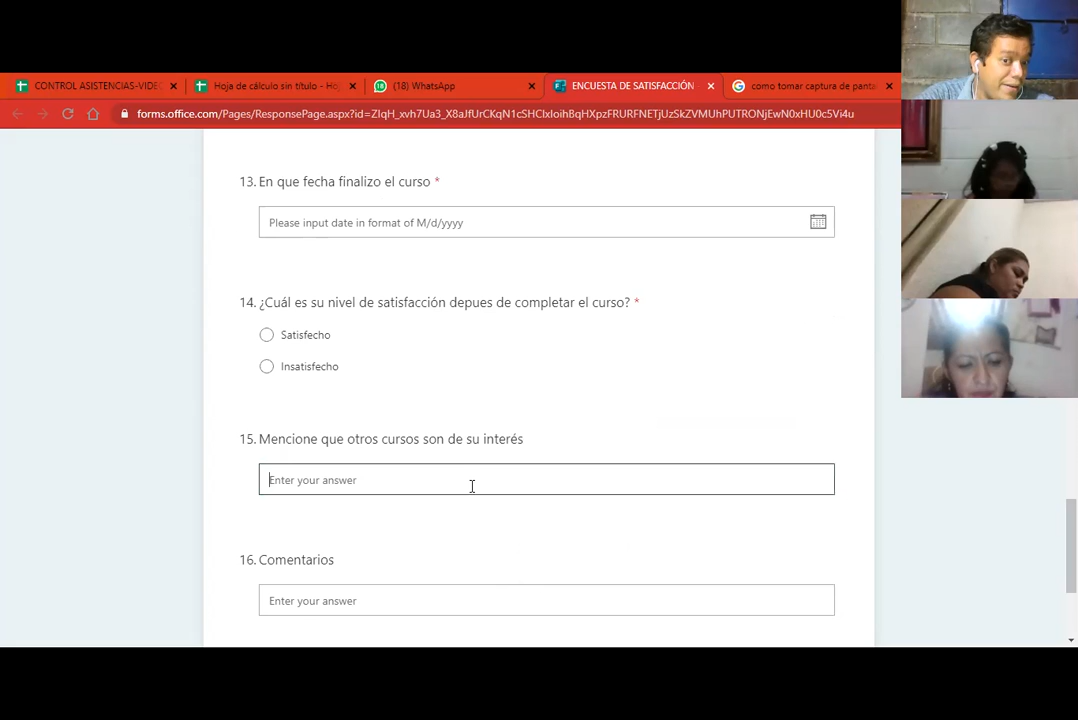 CONTROL ASISTENCIAS-VIDEO
Hoja de cálculo sin título - Hoj
(18) WhatsApp
ENCUESTA DE SATISFACCIÓN
como tomar captura de panta
forms.office.com/Pages/ResponsePage.aspx?id=ZIqH_xvh7Ua3_X8aJfUrCKqN1cSHCIxIoihBqHXpzFRURFNETjUzSkZVMUhPUTRONjEwN0xHU0c5Vi4u
13. En que fecha finalizo el curso *
Please input date in format of M/d/yyyy
14. ¿Cuál es su nivel de satisfacción depues de completar el curso? *
Satisfecho
Insatisfecho
15. Mencione que otros cursos son de su interés
Enter your answer
16. Comentarios
Enter your answer